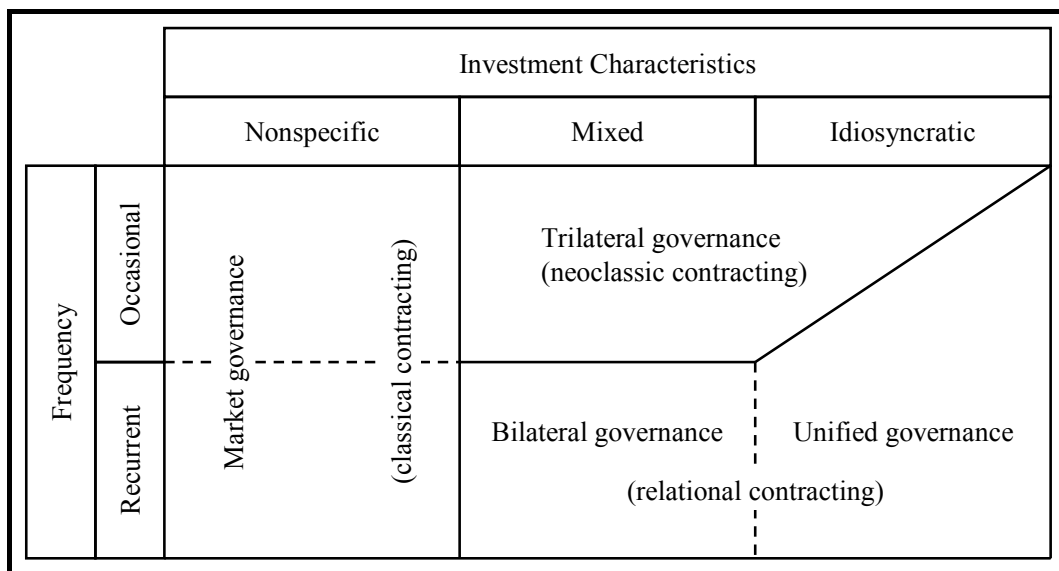 Investment Characteristics
Nonspecific
Mixed
Idiosyncratic
Frequency
Occasional
Recurrent
Market governance
(classical contracting)
Trilateral governance
(neoclassic contracting)
Bilateral governance
Unified governance
(relational contracting)